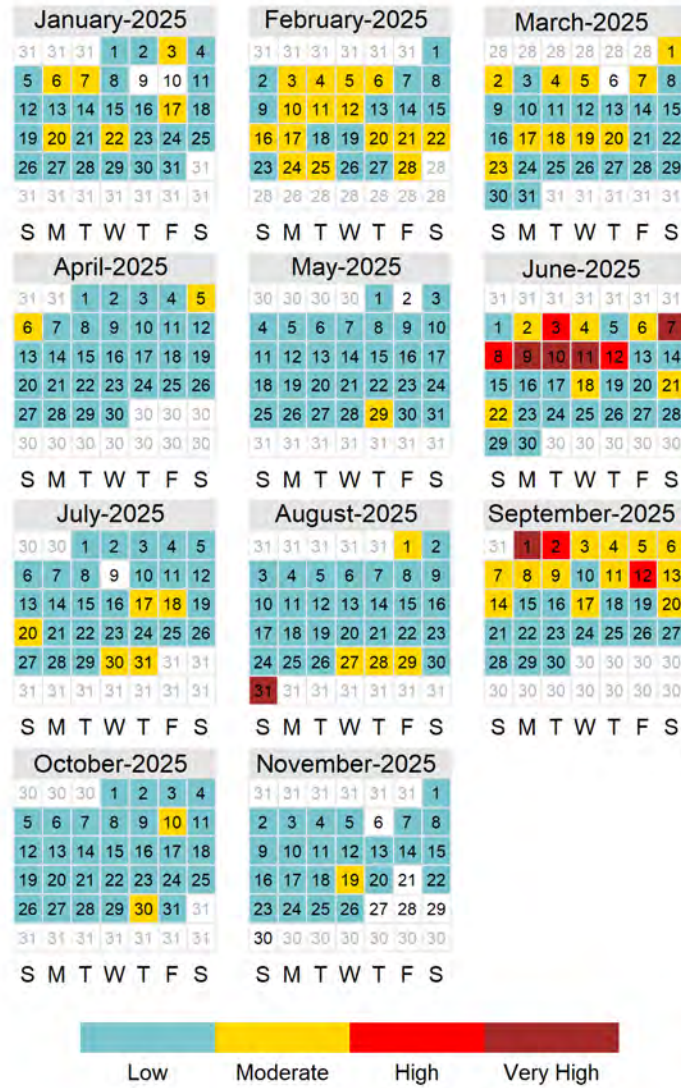 January-2025
31 31 31 1 2 3 4
5 6 7 8 9 10 11
12 13 14 15 16 17 18
19 20 21 22 23 24 25
26 27 28 29 30 31 31
31 31 31 31 31 31 31
S M T W T F S
February-2025
31 31 31 31 31 31 1
2 3 4 5 6 7 8
9 10 11 12 13 14 15
16 17 18 19 20 21 22
23 24 25 26 27 28 28
28 28 28 28 28 28 28
S M T W T F S
March-2025
28 28 28 28 28 28 1
2 3 4 5 6 7 8
9 10 11 12 13 14 15
16 17 18 19 20 21 22
23 24 25 26 27 28 29
30 31 31 31 31 31 31
S M T W T F S
April-2025
31 31 1 2 3 4 5
6 7 8 9 10 11 12
13 14 15 16 17 18 19
20 21 22 23 24 25 26
27 28 29 30 30 30 30
30 30 30 30 30 30 30
S M T W T F S
May-2025
30 30 30 30 1 2 3
4 5 6 7 8 9 10
11 12 13 14 15 16 17
18 19 20 21 22 23 24
25 26 27 28 29 30 31
31 31 31 31 31 31 31
S M T W T F S
June-2025
31 31 31 31 31 31 31
1 2 3 4 5 6 7
8 9 10 11 12 13 14
15 16 17 18 19 20 21
22 23 24 25 26 27 28
29 30 30 30 30 30 30
S M T W T F S
July-2025
30 30 1 2 3 4 5
6 7 8 9 10 11 12
13 14 15 16 17 18 19
20 21 22 23 24 25 26
27 28 29 30 31 31 31
31 31 31 31 31 31 31
S M T W T F S
August-2025
31 31 31 31 31 1 2
3 4 5 6 7 8 9
10 11 12 13 14 15 16
17 18 19 20 21 22 23
24 25 26 27 28 29 30
31 31 31 31 31 31 31
S M T W T F S
September-2025
31 1 2 3 4 5 6
7 8 9 10 11 12 13
14 15 16 17 18 19 20
21 22 23 24 25 26 27
28 29 30 30 30 30 30
30 30 30 30 30 30 30
S M T W T F S
October-2025
30 30 30 1 2 3 4
5 6 7 8 9 10 11
12 13 14 15 16 17 18
19 20 21 22 23 24 25
26 27 28 29 30 31 31
31 31 31 31 31 31 31
S M T W T F S
November-2025
31 31 31 31 31 31 1
2 3 4 5 6 7 8
9 10 11 12 13 14 15
16 17 18 19 20 21 22
23 24 25 26 27 28 29
30 30 30 30 30 30 30
S M T W T F S
Low Moderate High Very High